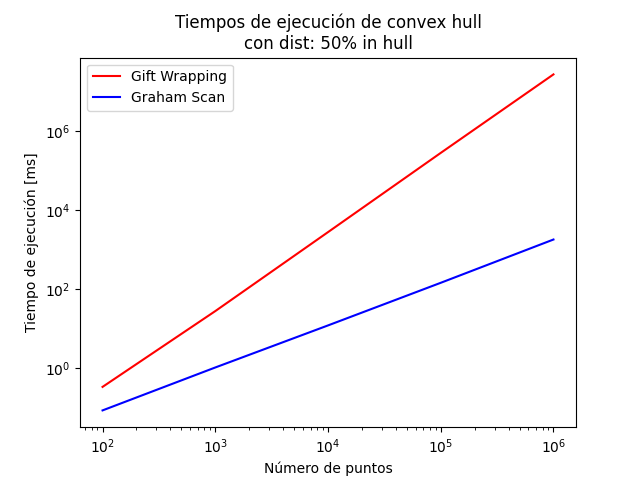 Tiempos de ejecución de convex hull
con dist: 50% in hull
Gift Wrapping
Graham Scan
Tiempo de ejecución [ms]
10^6
10^4
10^2
10^0
10^2
10^3
10^4
10^5
10^6
Número de puntos